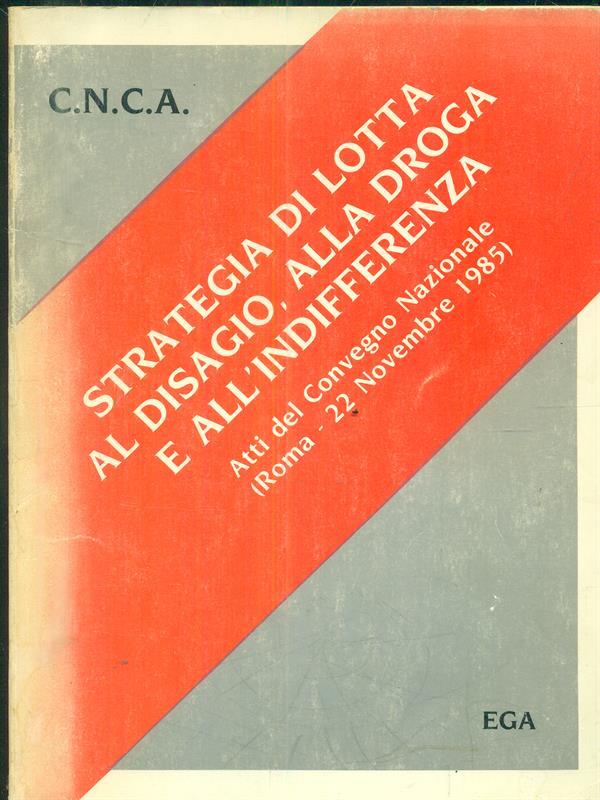 C.N.C.A.
STRATEGIA DI LOTTA
AL DISAGIO, ALLA DROGA
E ALL'INDIFFERENZA
Atti del Convegno Nazionale
(Roma - 22 Novembre 1985)
EGA